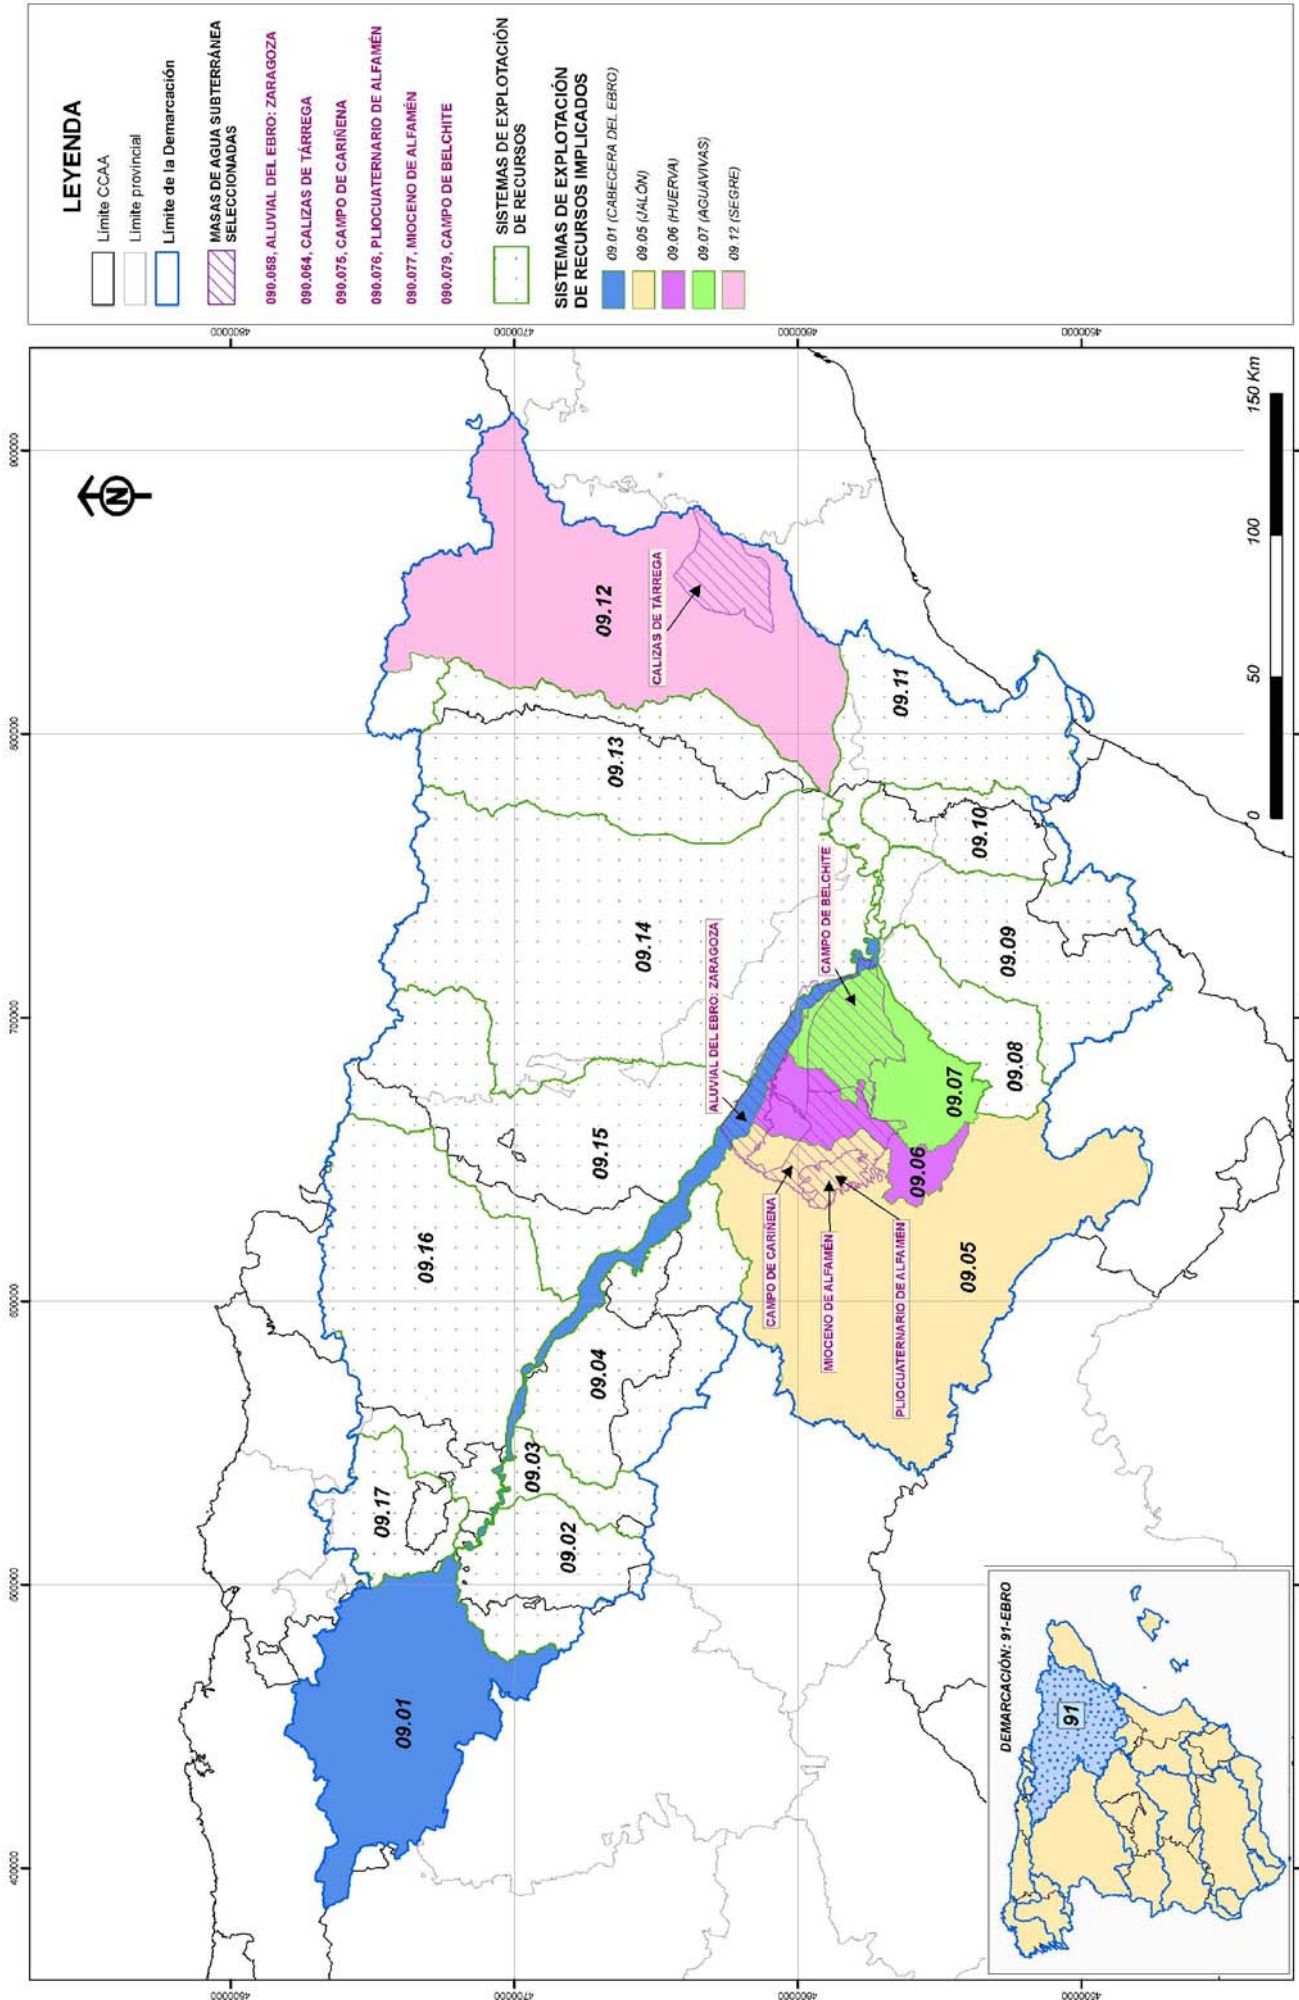 LEYENDA
Límite CCAA
Límite provincial
Límite de la Demarcación
MASAS DE AGUA SUBTERRÁNEA
SELECCIONADAS
090.058, ALUVIAL DEL EBRO: ZARAGOZA
090.064, CALIZAS DE TÁRREGA
090.075, CAMPO DE CARIÑENA
090.076, PLIOCUATERNARIO DE ALFAMÉN
090.077, MIOCENO DE ALFAMÉN
090.079, CAMPO DE BELCHITE
SISTEMAS DE EXPLOTACIÓN
DE RECURSOS
SISTEMAS DE EXPLOTACIÓN
DE RECURSOS IMPLICADOS
09.01 (CABECERA DEL EBRO)
09.05 (JALÓN)
09.06 (HUERVA)
09.07 (AGUAVIVAS)
09.12 (SEGRE)
N
09.01
09.17
09.16
09.02
09.03
09.04
09.15
09.14
09.13
09.12
CALIZAS DE TÁRREGA
ALUVIAL DEL EBRO: ZARAGOZA
CAMPO DE BELCHITE
CAMPO DE CARIÑENA
MIOCENO DE ALFAMÉN
PLIOCUATERNARIO DE ALFAMÉN
09.05
09.06
09.07
09.08
09.09
09.10
09.11
0 50 100 150 Km
DEMARCACIÓN: 91-EBRO
91